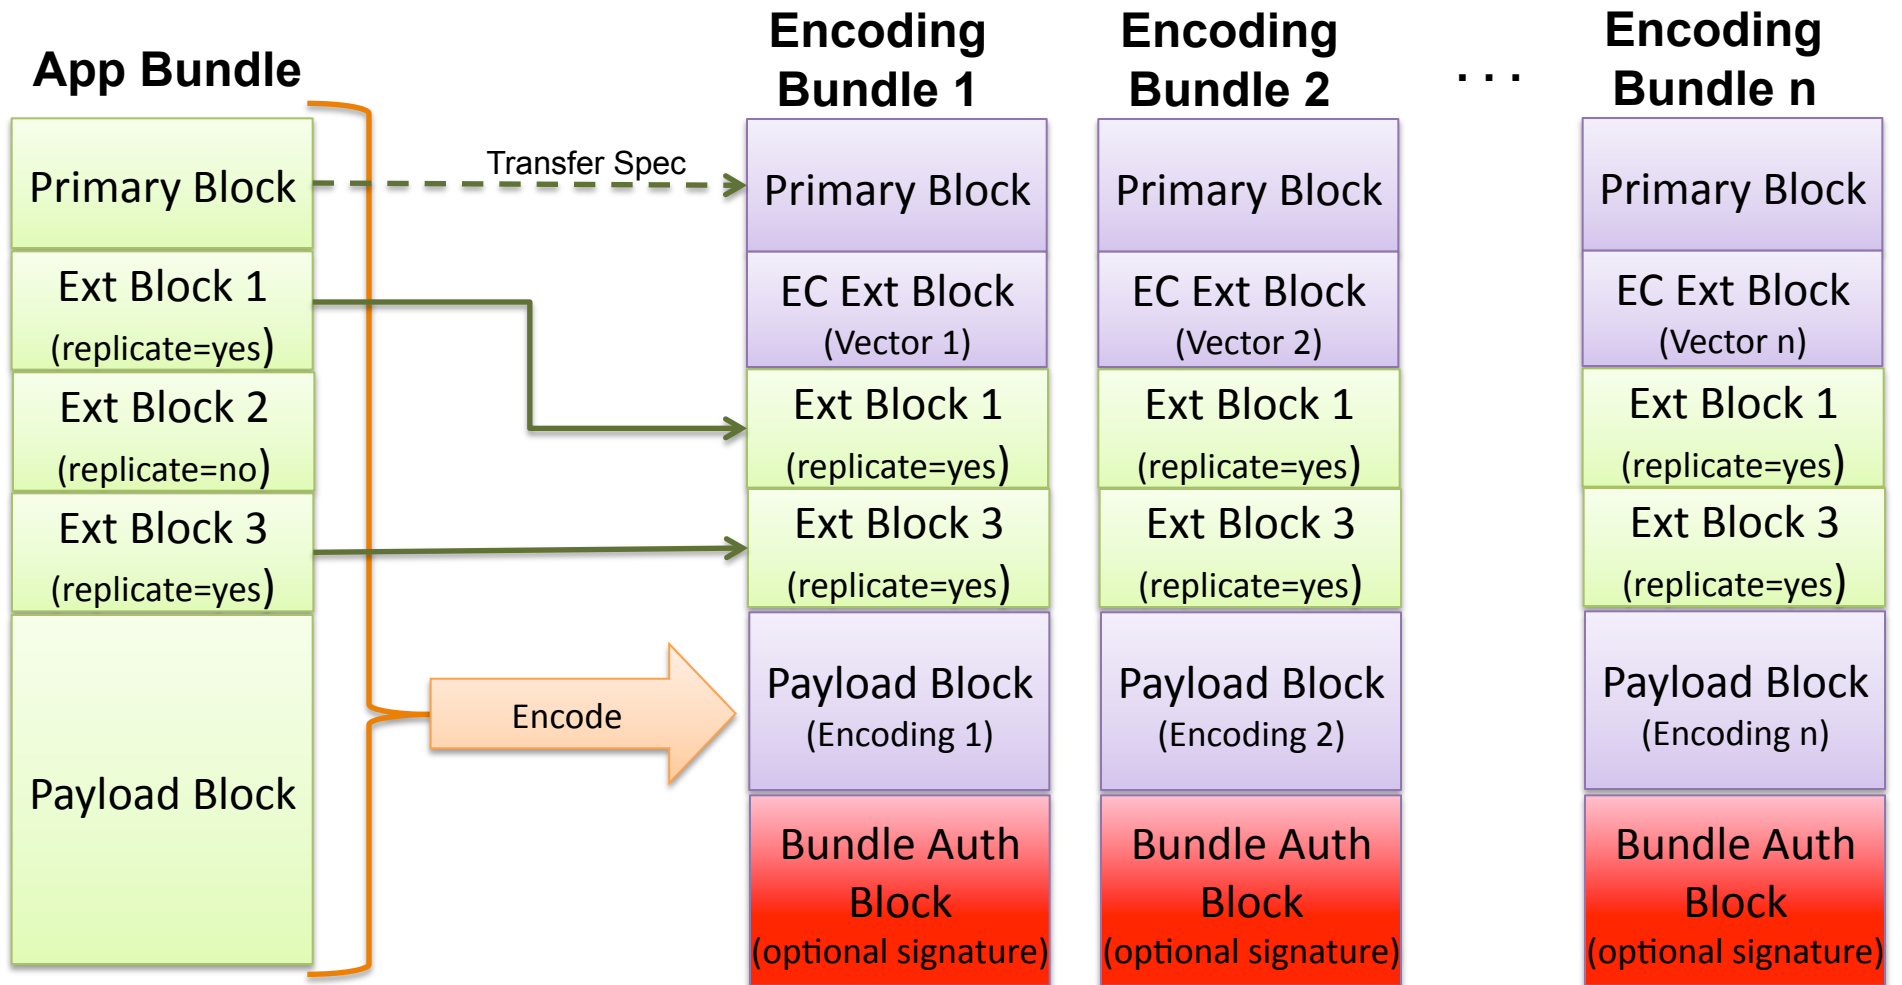 App Bundle
Primary Block
Ext Block 1
(replicate=yes)
Ext Block 2
(replicate=no)
Ext Block 3
(replicate=yes)
Payload Block
Transfer Spec
Encode
Encoding
Bundle 1
Primary Block
EC Ext Block
(Vector 1)
Ext Block 1
(replicate=yes)
Ext Block 3
(replicate=yes)
Payload Block
(Encoding 1)
Bundle Auth
Block
(optional signature)
Encoding
Bundle 2
Primary Block
EC Ext Block
(Vector 2)
Ext Block 1
(replicate=yes)
Ext Block 3
(replicate=yes)
Payload Block
(Encoding 2)
Bundle Auth
Block
(optional signature)
. . .
Encoding
Bundle n
Primary Block
EC Ext Block
(Vector n)
Ext Block 1
(replicate=yes)
Ext Block 3
(replicate=yes)
Payload Block
(Encoding n)
Bundle Auth
Block
(optional signature)